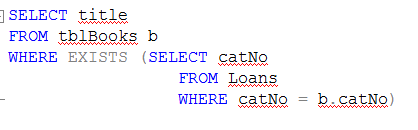 SELECT title
FROM tblBooks b
WHERE EXISTS (SELECT catNo
FROM Loans
WHERE catNo = b.catNo)